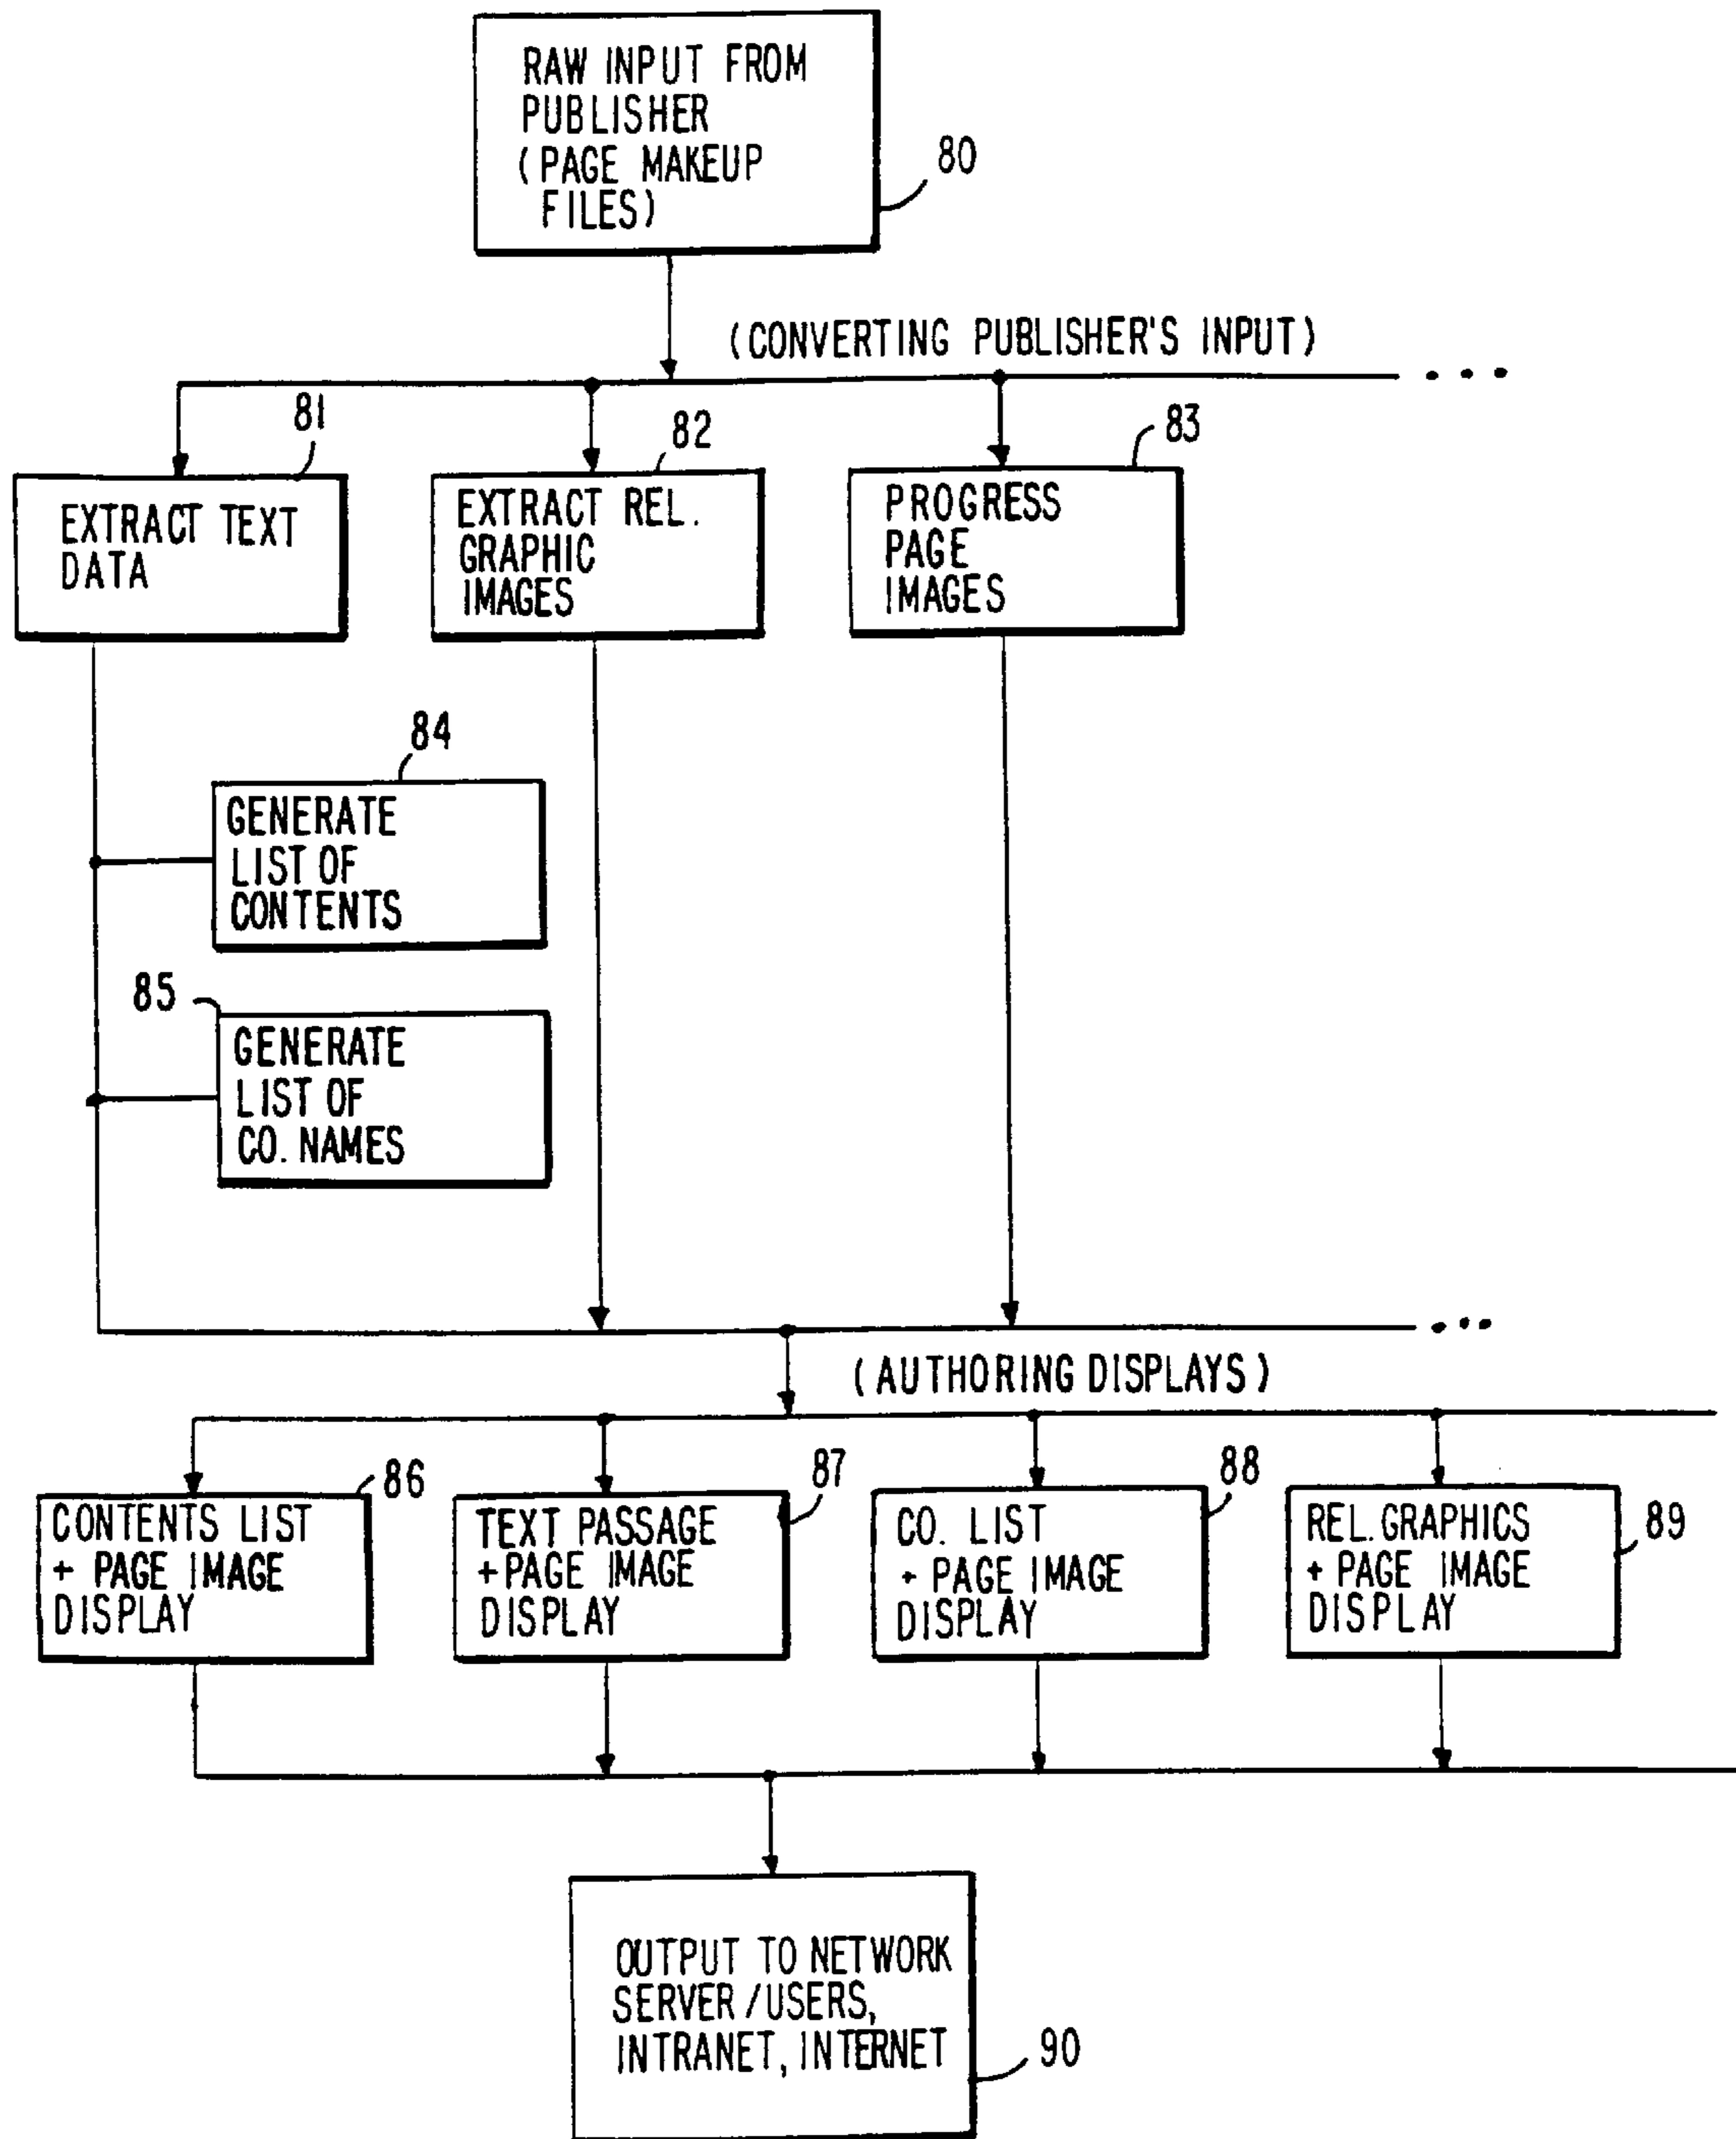 RAW INPUT FROM
PUBLISHER
(PAGE MAKEUP
FILES)
80
(CONVERTING PUBLISHER'S INPUT)
81
82
83
EXTRACT TEXT
DATA
EXTRACT REL.
GRAPHIC
IMAGES
PROGRESS
PAGE
IMAGES
84
GENERATE
LIST OF
CONTENTS
85
GENERATE
LIST OF
CO. NAMES
(AUTHORING DISPLAYS)
86
87
88
89
CONTENTS LIST
+ PAGE IMAGE
DISPLAY
TEXT PASSAGE
+ PAGE IMAGE
DISPLAY
CO. LIST
+ PAGE IMAGE
DISPLAY
REL. GRAPHICS
+ PAGE IMAGE
DISPLAY
OUTPUT TO NETWORK
SERVER/USERS,
INTRANET, INTERNET
90